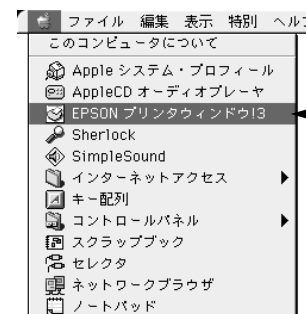 ファイル 編集 表示 特別 ヘル
このコンピュータについて
Apple システム・プロフィール
AppleCD オーディオプレーヤ
EPSON プリンタウィンドウ!3
Sherlock
SimpleSound
インターネットアクセス
キー配列
コントロールパネル
スクラップブック
セレクタ
ネットワークブラウザ
ノートパッド